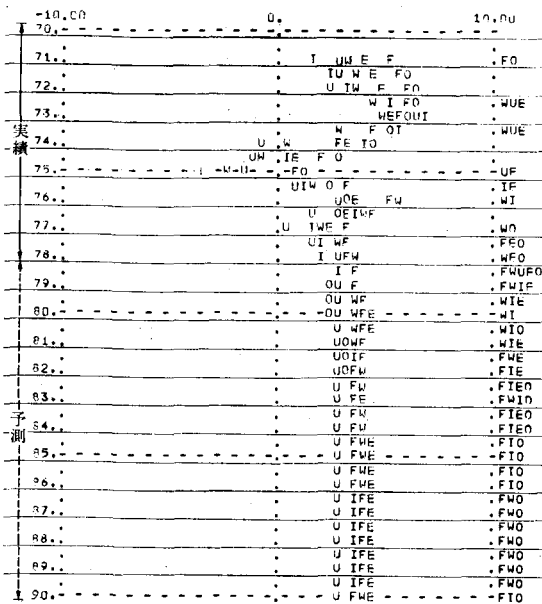 -10.00 0. 10.00
70..
71.. I UW E F FO
IU W E FO
72.. U IW E FO
W I FO WUE
73.. WEFOUI
W F OI WUE
74.. U W FE IO
UW IE F O
75.. I -W-U- -FO UF
UIW O F IF
76.. UOE FW WI
U OEIWF
77.. U IWE F WO
UI WF FEO
78.. I UFW WFO
I F FWUFO
79.. OU F FWIF
OU WF WIE
80.. OU WFE WI
U WFE WIO
81.. UOWF WIE
UOIF FWE
82.. UOFW FIE
U FW FIEO
83.. U FE FWIO
U FW FIEO
84.. U FW FIEO
U FWE FIO
85.. U FWE FIO
U FWE FIO
86.. U FWE FIO
U IFE FWO
87.. U IFE FWO
U IFE FWO
88.. U IFE FWO
U IFE FWO
89.. U IFE FWO
U IFE FWO
90.. U FWE FIO
実績
予測